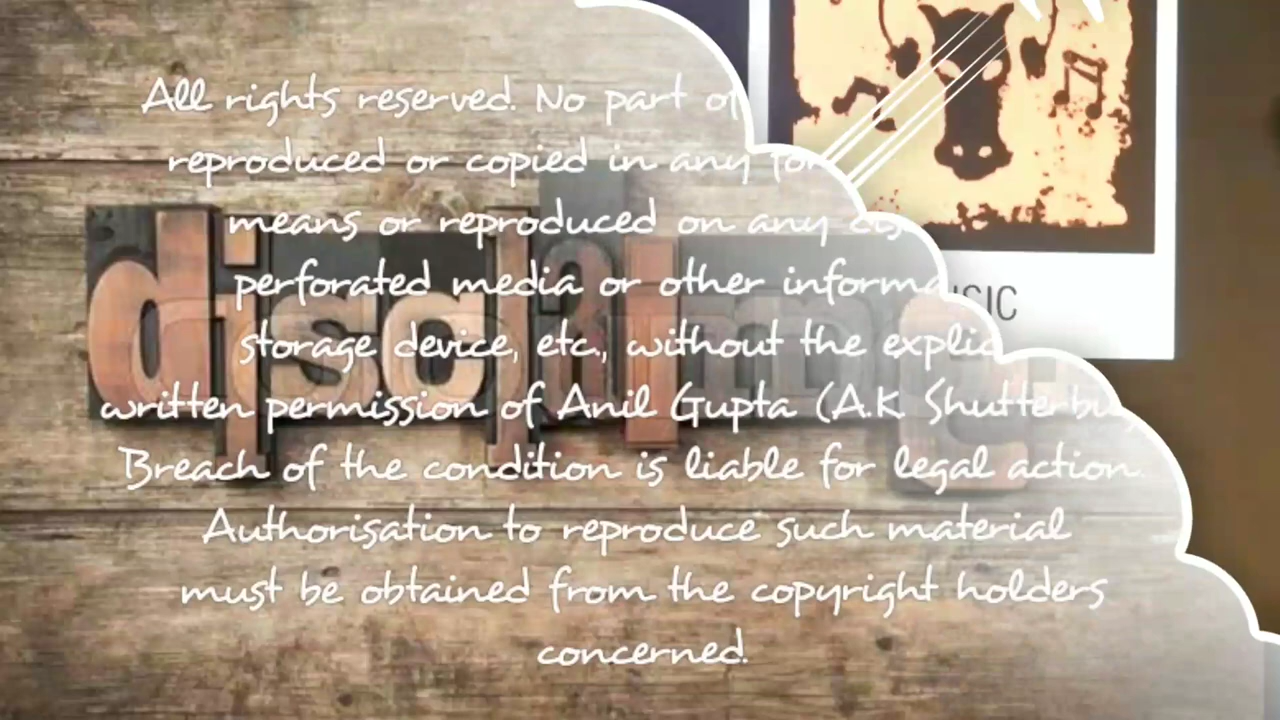 All rights reserved. No part of
reproduced or copied in any
means or reproduced on any
perforated media or other
storage device, etc., without the
written permission of Anil Gupta (A.K.
Breach of the condition is liable for legal action.
Authorisation to reproduce such material
must be obtained from the copyright holders
concerned.